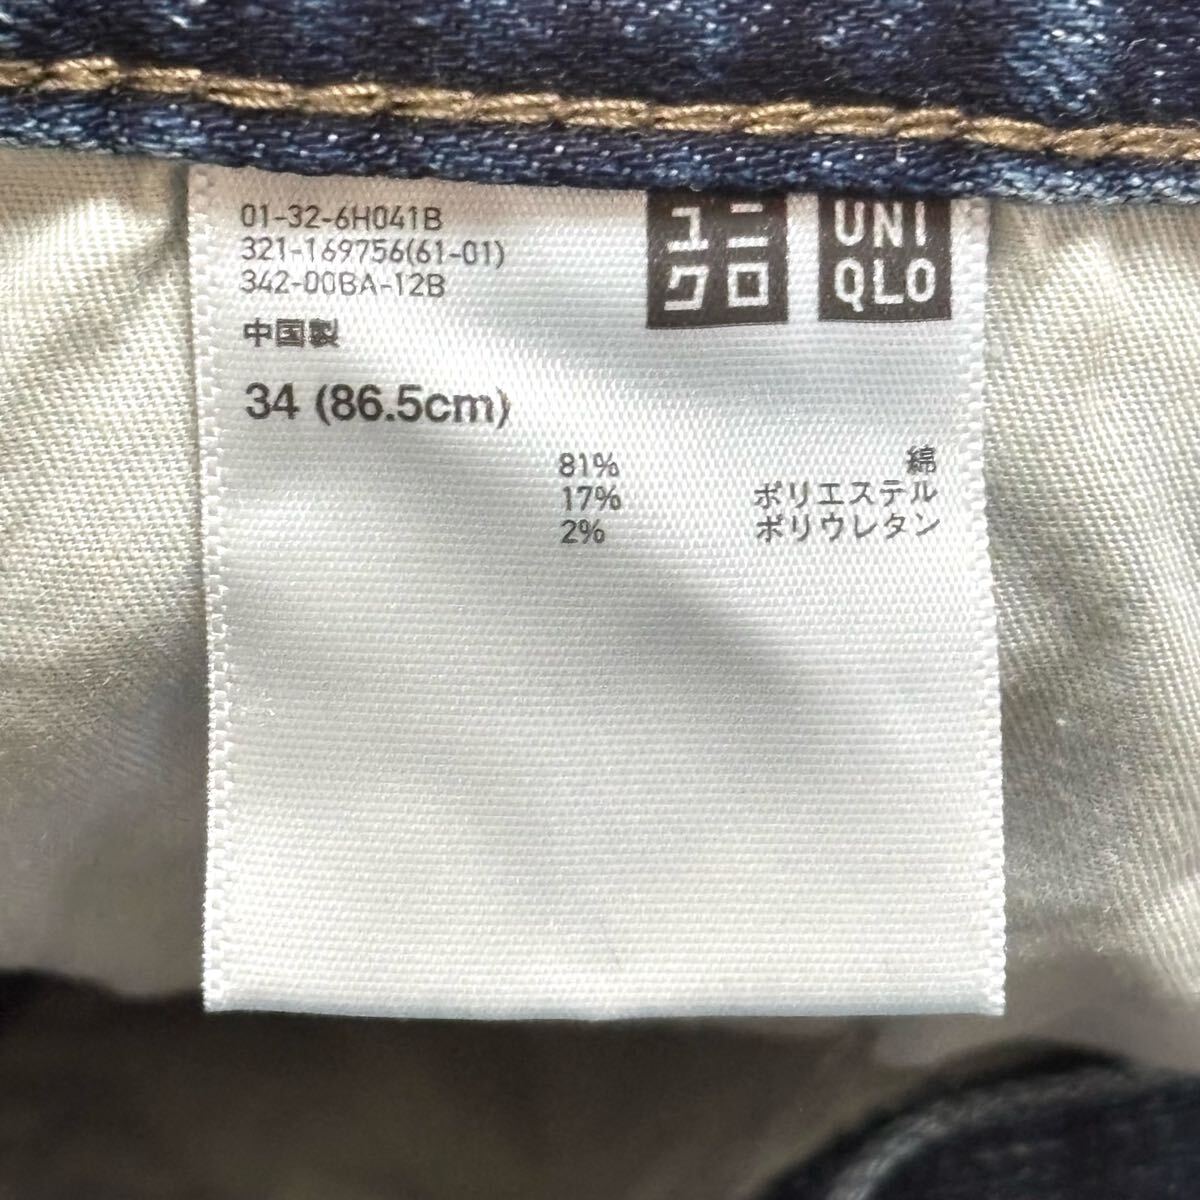 01-32-6H041B
321-169756(61-01)
342-00BA-12B
中国製
34 (86.5cm)
ユニ
クロ
UNI
QLO
81% 綿
17% ポリエステル
2% ポリウレタン